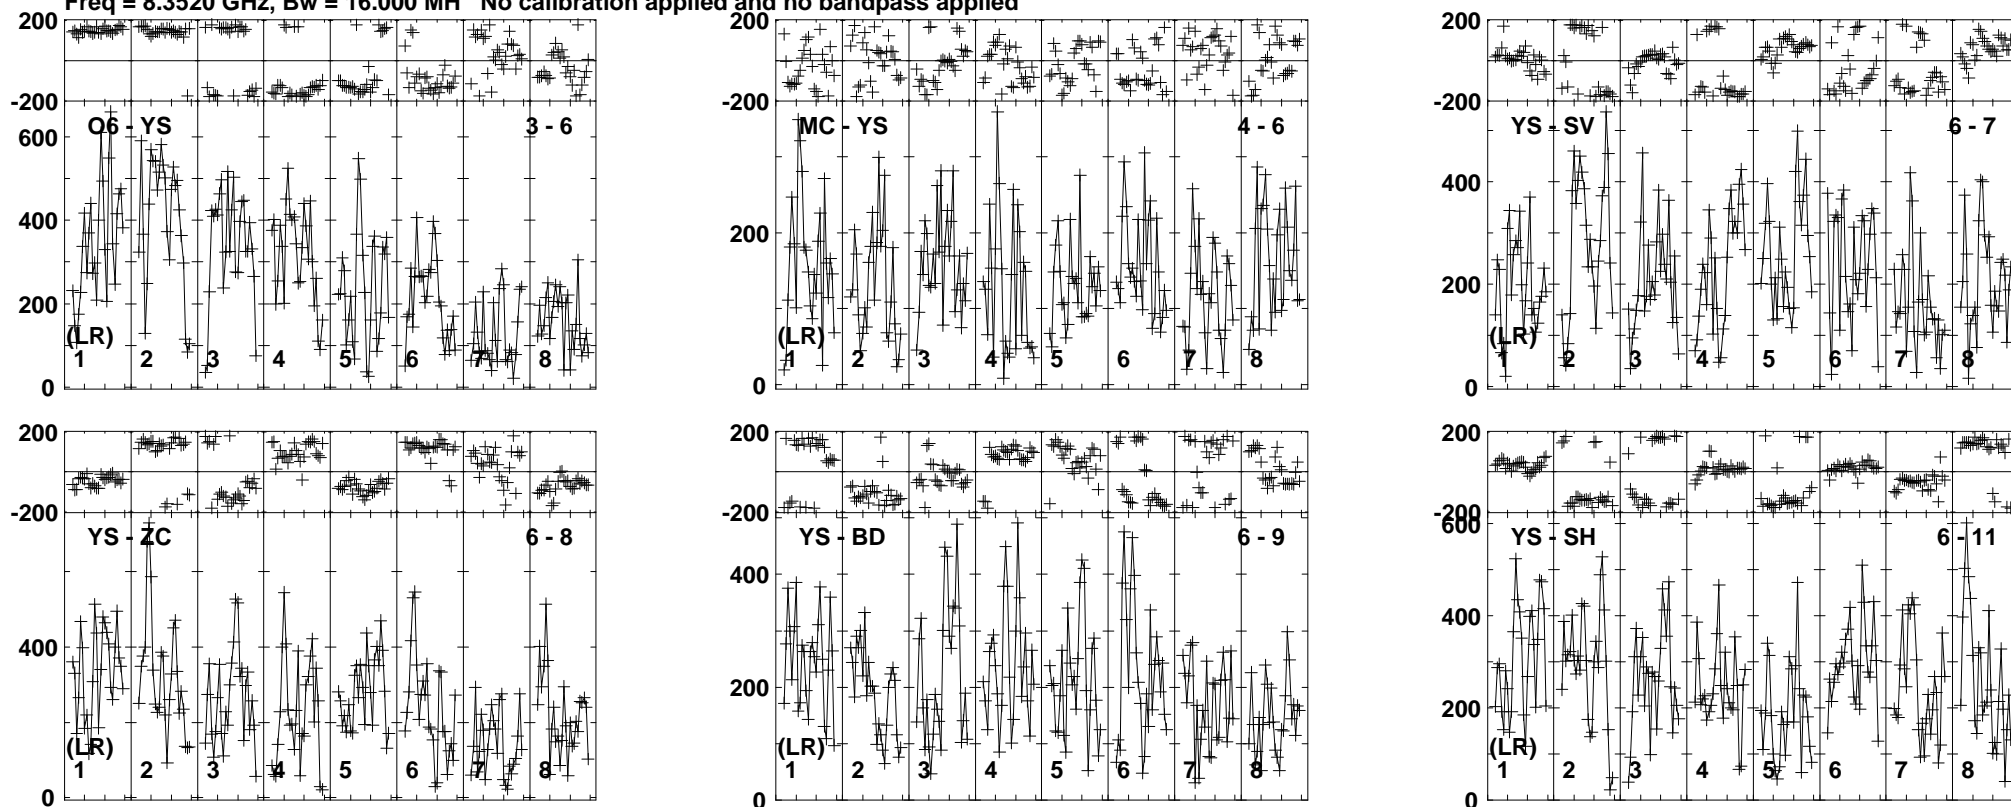 Freq = 8.3520 GHz, Bw = 16.000 MH No calibration applied and no bandpass applied
200
-200
O6 - YS 3 - 6
600
400
200
0
(LR)
1 2 3 4 5 6 7 8
200
-200
MC - YS 4 - 6
200
0
(LR)
1 2 3 4 5 6 7 8
200
-200
YS - SV 6 - 7
400
200
0
(LR)
1 2 3 4 5 6 7 8
200
-200
YS - ZC 6 - 8
400
0
(LR)
1 2 3 4 5 6 7 8
200
-200
YS - BD 6 - 9
400
200
0
(LR)
1 2 3 4 5 6 7 8
200
-200
600
YS - SH 6 - 11
400
200
0
(LR)
1 2 3 4 5 6 7 8